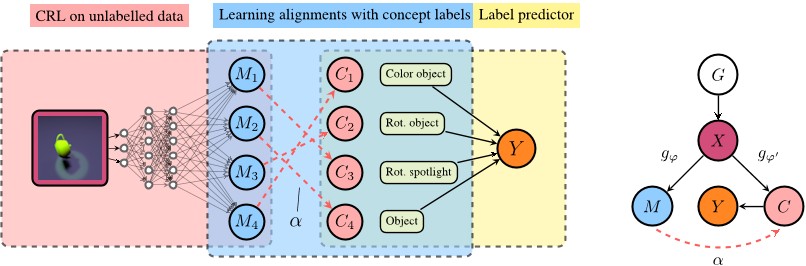 CRL on unlabelled data
Learning alignments with concept labels
Label predictor
M₁ C₁ Color object
M₂ C₂ Rot. object
Y
M₃ C₃ Rot. spotlight
M₄ α C₄ Object
G
X
gφ gφ′
M Y C
α